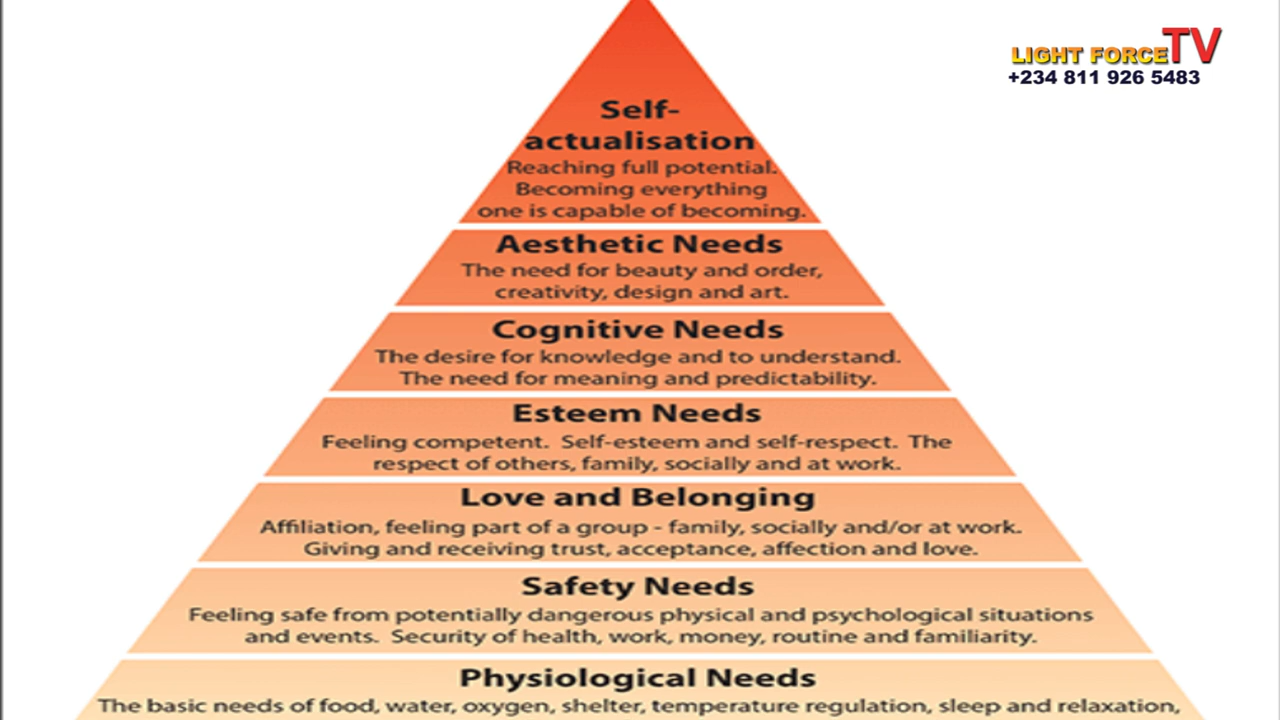 LIGHT FORCE TV
+234 811 926 5483
Self-
actualisation
Reaching full potential.
Becoming everything
one is capable of becoming.
Aesthetic Needs
The need for beauty and order,
creativity, design and art.
Cognitive Needs
The desire for knowledge and to understand.
The need for meaning and predictability.
Esteem Needs
Feeling competent.  Self-esteem and self-respect.  The
respect of others, family, socially and at work.
Love and Belonging
Affiliation, feeling part of a group - family, socially and/or at work.
Giving and receiving trust, acceptance, affection and love.
Safety Needs
Feeling safe from potentially dangerous physical and psychological situations
and events.  Security of health, work, money, routine and familiarity.
Physiological Needs
The basic needs of food, water, oxygen, shelter, temperature regulation, sleep and relaxation,